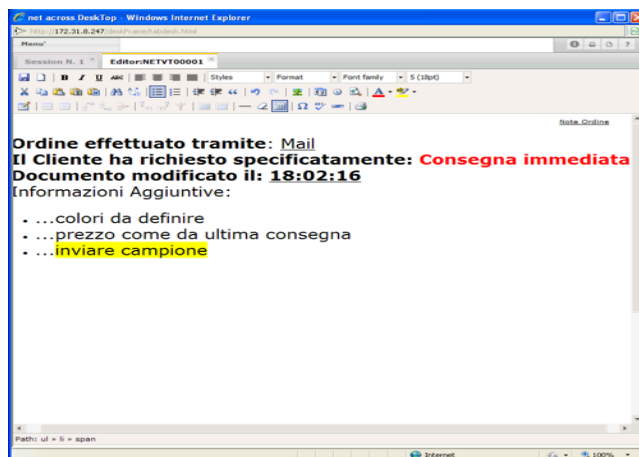 net across DeskTop - Windows Internet Explorer
http://172.31.8.247/deskframe/tabdesk.html
Menu'
Session N. 1
Editor:NETVT00001
Styles
Format
Font family
5 (18pt)
Note Ordine
Ordine effettuato tramite: Mail
Il Cliente ha richiesto specificatamente: Consegna immediata
Documento modificato il: 18:02:16
Informazioni Aggiuntive:
...colori da definire
...prezzo come da ultima consegna
...inviare campione
Path: ul » li » span
Internet
100%